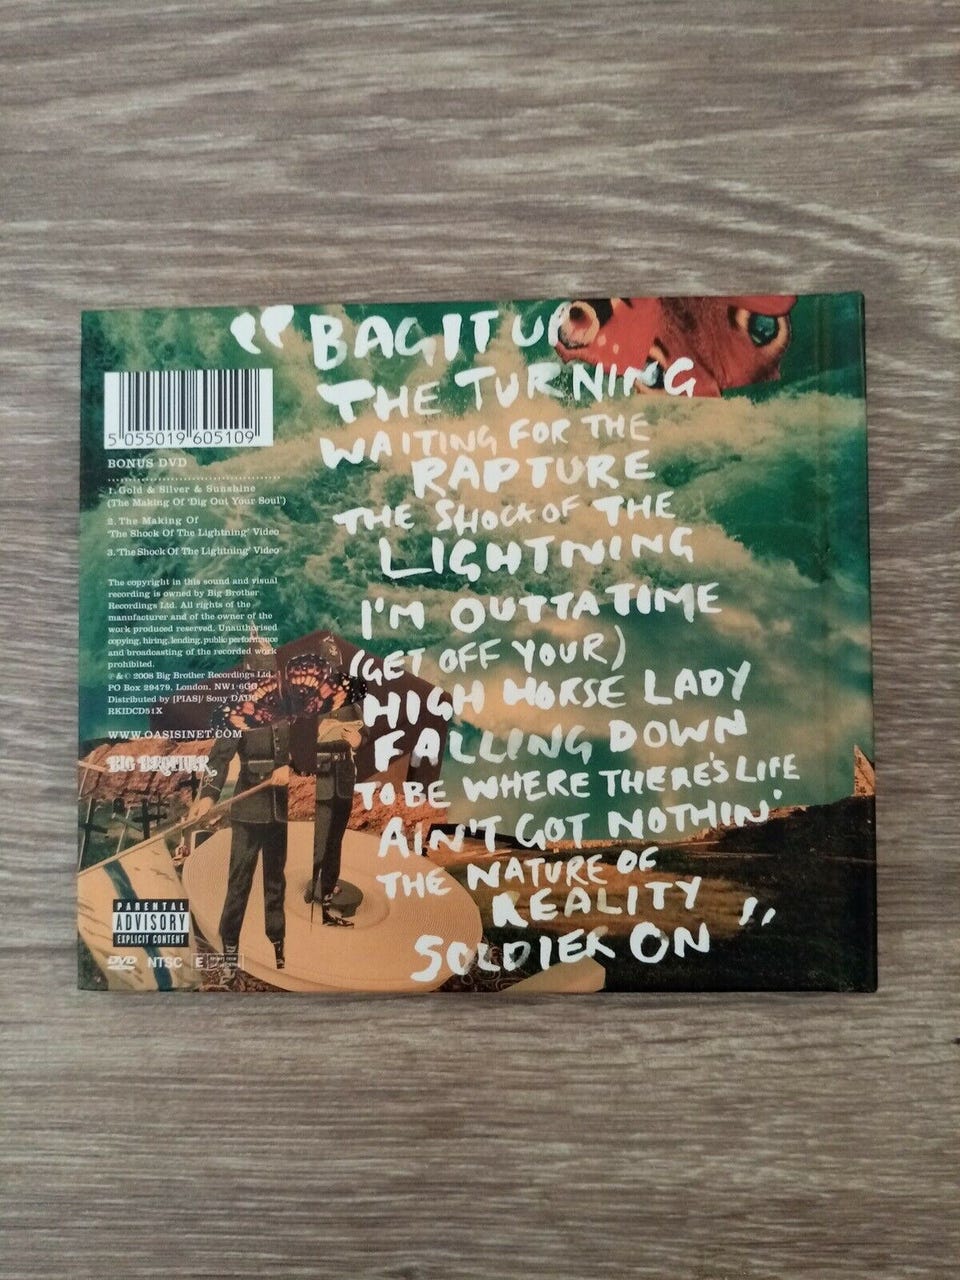 “BAG IT UP
THE TURNING
WAITING FOR THE
RAPTURE
THE SHOCK OF THE
LIGHTNING
I'M OUTTA TIME
(GET OFF YOUR)
HIGH HORSE LADY
FALLING DOWN
TO BE WHERE THERE'S LIFE
AIN'T GOT NOTHIN'
THE NATURE OF
REALITY
SOLDIER ON”
5 055019 605109
BONUS DVD
1. Gold & Silver & Sunshine
(The Making Of 'Dig Out Your Soul')
2. The Making Of
'The Shock Of The Lightning' Video
3. 'The Shock Of The Lightning' Video
The copyright in this sound and visual
recording is owned by Big Brother
Recordings Ltd. All rights of the
manufacturer and of the owner of the
work produced reserved. Unauthorised
copying, hiring, lending, public performance
and broadcasting of the recorded work
prohibited.
℗ & © 2008 Big Brother Recordings Ltd.
PO Box 29479, London, NW1 6GG
Distributed by [PIAS]/ Sony DADC
RKIDCD51X
WWW.OASISINET.COM
BIG BROTHER
PARENTAL
ADVISORY
EXPLICIT CONTENT
DVD NTSC E